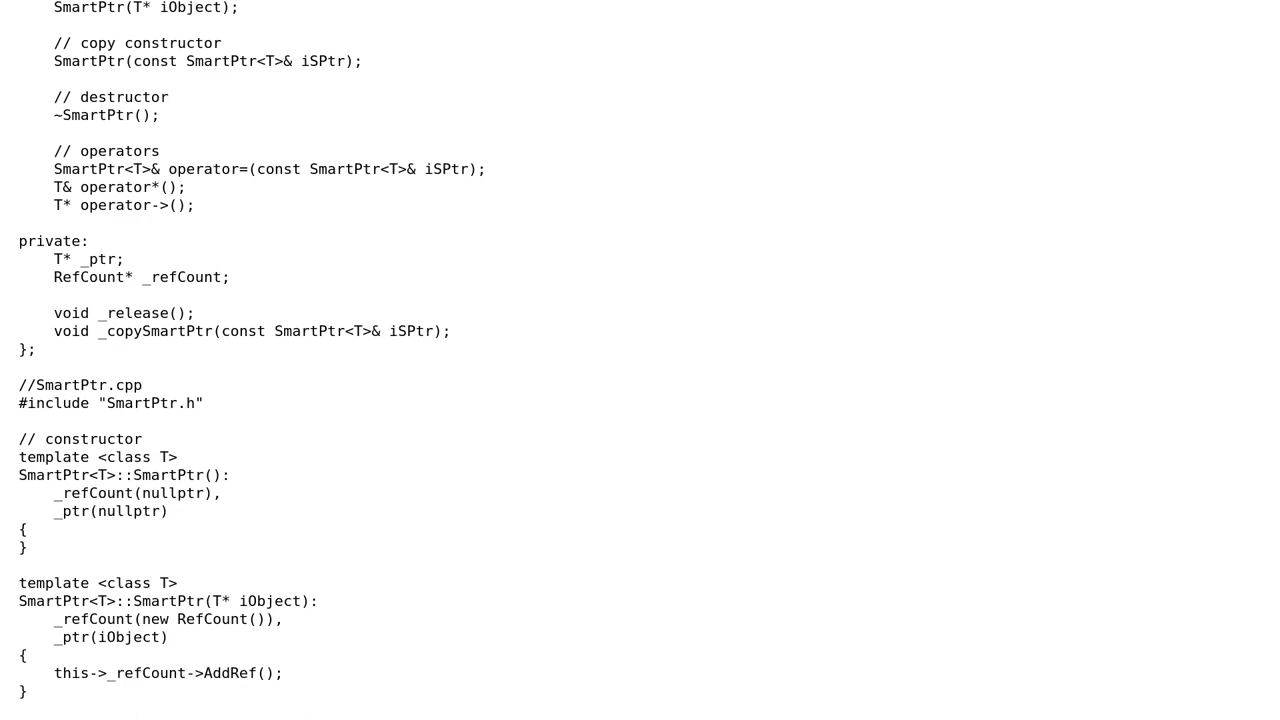 SmartPtr(T* iObject);

    // copy constructor
    SmartPtr(const SmartPtr<T>& iSPtr);

    // destructor
    ~SmartPtr();

    // operators
    SmartPtr<T>& operator=(const SmartPtr<T>& iSPtr);
    T& operator*();
    T* operator->();

private:
    T* _ptr;
    RefCount* _refCount;

    void _release();
    void _copySmartPtr(const SmartPtr<T>& iSPtr);
};

//SmartPtr.cpp
#include "SmartPtr.h"

// constructor
template <class T>
SmartPtr<T>::SmartPtr():
    _refCount(nullptr),
    _ptr(nullptr)
{
}

template <class T>
SmartPtr<T>::SmartPtr(T* iObject):
    _refCount(new RefCount()),
    _ptr(iObject)
{
    this->_refCount->AddRef();
}